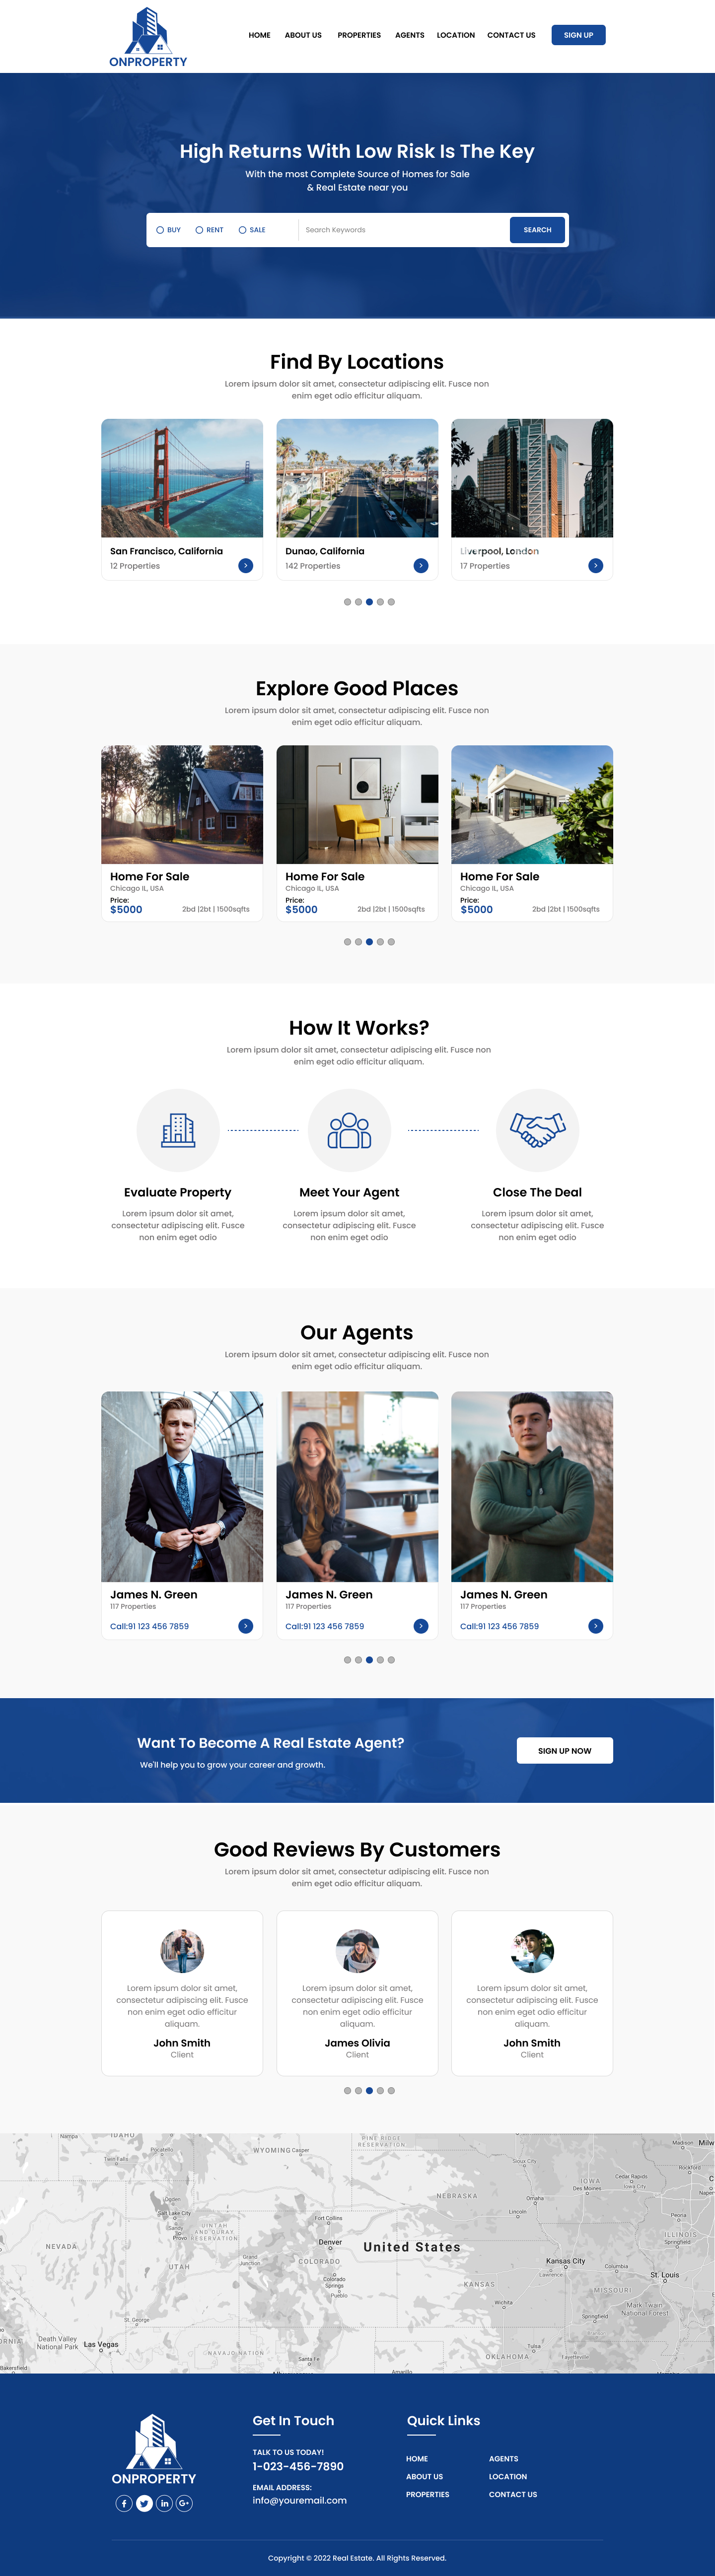 ONPROPERTY
HOME ABOUT US PROPERTIES AGENTS LOCATION CONTACT US SIGN UP
High Returns With Low Risk Is The Key
With the most Complete Source of Homes for Sale
& Real Estate near you
BUY RENT SALE Search Keywords SEARCH
Find By Locations
Lorem ipsum dolor sit amet, consectetur adipiscing elit. Fusce non
enim eget odio efficitur aliquam.
San Francisco, California
12 Properties
Dunao, California
142 Properties
Liverpool, London
17 Properties
Explore Good Places
Lorem ipsum dolor sit amet, consectetur adipiscing elit. Fusce non
enim eget odio efficitur aliquam.
Home For Sale
Chicago IL, USA
Price:
$5000 2bd |2bt | 1500sqfts
Home For Sale
Chicago IL, USA
Price:
$5000 2bd |2bt | 1500sqfts
Home For Sale
Chicago IL, USA
Price:
$5000 2bd |2bt | 1500sqfts
How It Works?
Lorem ipsum dolor sit amet, consectetur adipiscing elit. Fusce non
enim eget odio efficitur aliquam.
Evaluate Property
Lorem ipsum dolor sit amet,
consectetur adipiscing elit. Fusce
non enim eget odio
Meet Your Agent
Lorem ipsum dolor sit amet,
consectetur adipiscing elit. Fusce
non enim eget odio
Close The Deal
Lorem ipsum dolor sit amet,
consectetur adipiscing elit. Fusce
non enim eget odio
Our Agents
Lorem ipsum dolor sit amet, consectetur adipiscing elit. Fusce non
enim eget odio efficitur aliquam.
James N. Green
117 Properties
Call:91 123 456 7859
James N. Green
117 Properties
Call:91 123 456 7859
James N. Green
117 Properties
Call:91 123 456 7859
Want To Become A Real Estate Agent?
We'll help you to grow your career and growth.
SIGN UP NOW
Good Reviews By Customers
Lorem ipsum dolor sit amet, consectetur adipiscing elit. Fusce non
enim eget odio efficitur aliquam.
Lorem ipsum dolor sit amet,
consectetur adipiscing elit. Fusce
non enim eget odio efficitur
aliquam.
John Smith
Client
Lorem ipsum dolor sit amet,
consectetur adipiscing elit. Fusce
non enim eget odio efficitur
aliquam.
James Olivia
Client
Lorem ipsum dolor sit amet,
consectetur adipiscing elit. Fusce
non enim eget odio efficitur
aliquam.
John Smith
Client
Nampa
IDAHO
Pocatello
Twin Falls
WYOMING
Casper
PINE RIDGE
RESERVATION
Sioux City
Madison
Milw
Rockford
IOWA
Cedar Rapids
Des Moines
Iowa City
Naper
NEBRASKA
Omaha
Lincoln
Peoria
ILLINOIS
Springfield
Ogden
Salt Lake City
Sandy
Provo
UINTAH
AND OURAY
RESERVATION
Fort Collins
Denver
United States
NEVADA
UTAH
Grand
Junction
COLORADO
Colorado
Springs
Pueblo
KANSAS
Kansas City
Lawrence
Columbia
St. Louis
MISSOURI
Wichita
Mark Twain
National Forest
Springfield
St. George
Death Valley
National Park
Las Vegas
NAVAJO NATION
Santa Fe
Tulsa
OKLAHOMA
Fayetteville
Bakersfield
Amarillo
ONPROPERTY
Get In Touch
TALK TO US TODAY!
1-023-456-7890
EMAIL ADDRESS:
info@youremail.com
Quick Links
HOME AGENTS
ABOUT US LOCATION
PROPERTIES CONTACT US
Copyright © 2022 Real Estate. All Rights Reserved.